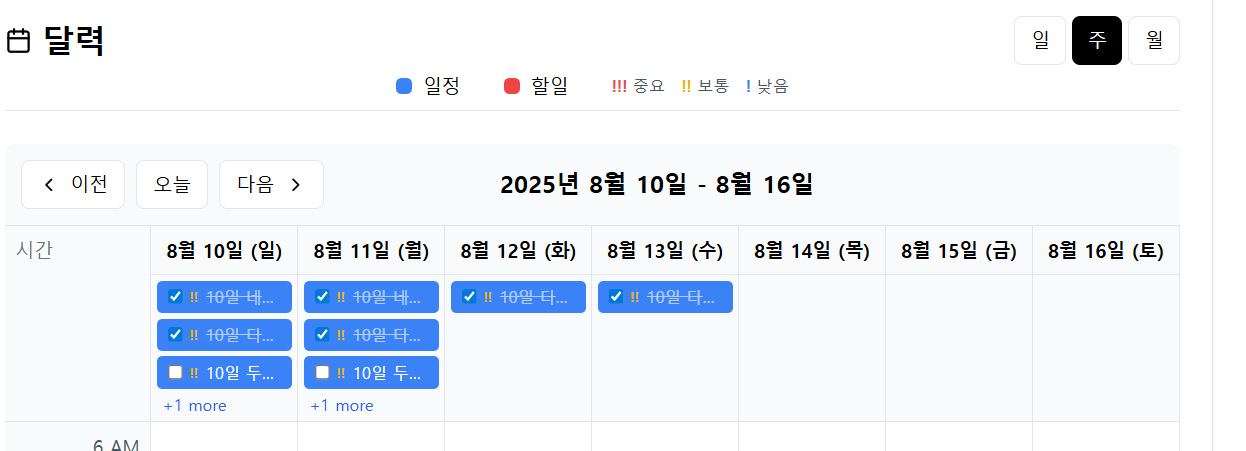 달력
일 주 월
일정 할일 !!! 중요 !! 보통 ! 낮음
이전 오늘 다음 2025년 8월 10일 - 8월 16일
시간 8월 10일 (일) 8월 11일 (월) 8월 12일 (화) 8월 13일 (수) 8월 14일 (목) 8월 15일 (금) 8월 16일 (토)
!! 10일 네... !! 10일 네... !! 10일 다... !! 10일 다...
!! 10일 다... !! 10일 다...
!! 10일 두... !! 10일 두...
+1 more +1 more
6 AM